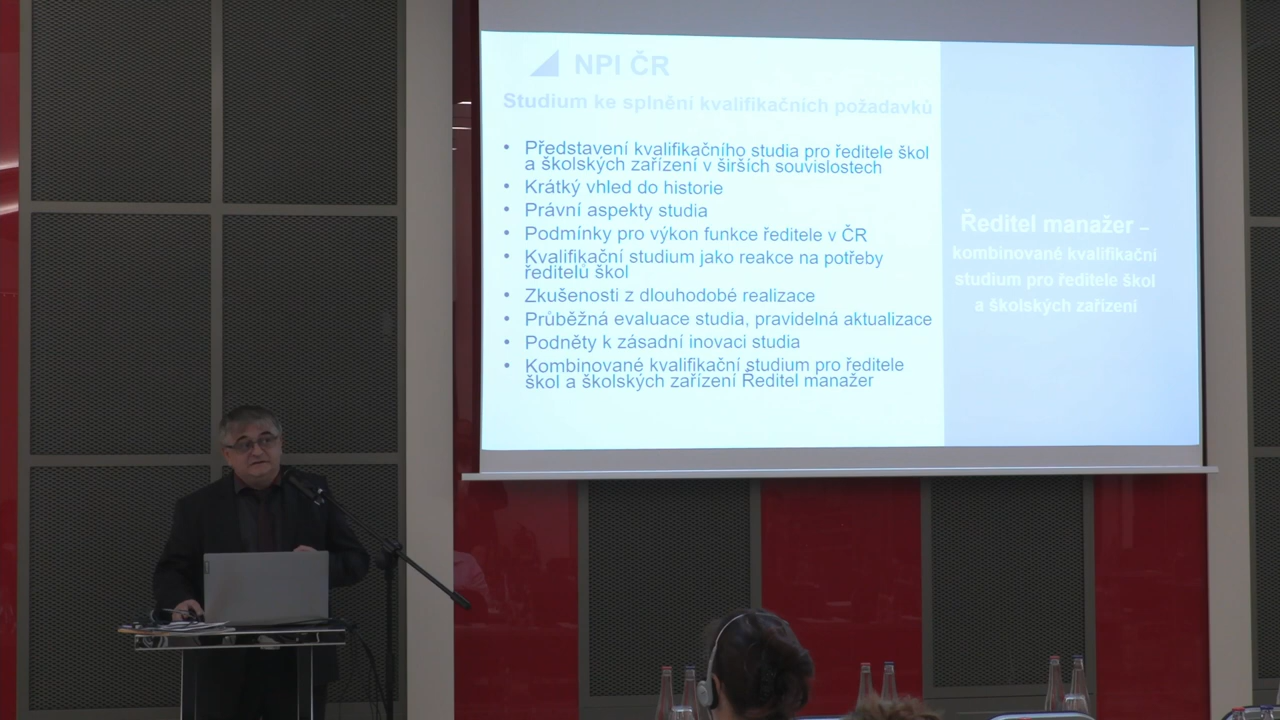 NPI ČR
Studium ke splnění kvalifikačních požadavků
• Představení kvalifikačního studia pro ředitele škol
a školských zařízení v širších souvislostech
• Krátký vhled do historie
• Právní aspekty studia
• Podmínky pro výkon funkce ředitele v ČR
• Kvalifikační studium jako reakce na potřeby
ředitelů škol
• Zkušenosti z dlouhodobé realizace
• Průběžná evaluace studia, pravidelná aktualizace
• Podněty k zásadní inovaci studia
• Kombinované kvalifikační studium pro ředitele
škol a školských zařízení Ředitel manažer
Ředitel manažer –
kombinované kvalifikační
studium pro ředitele škol
a školských zařízení